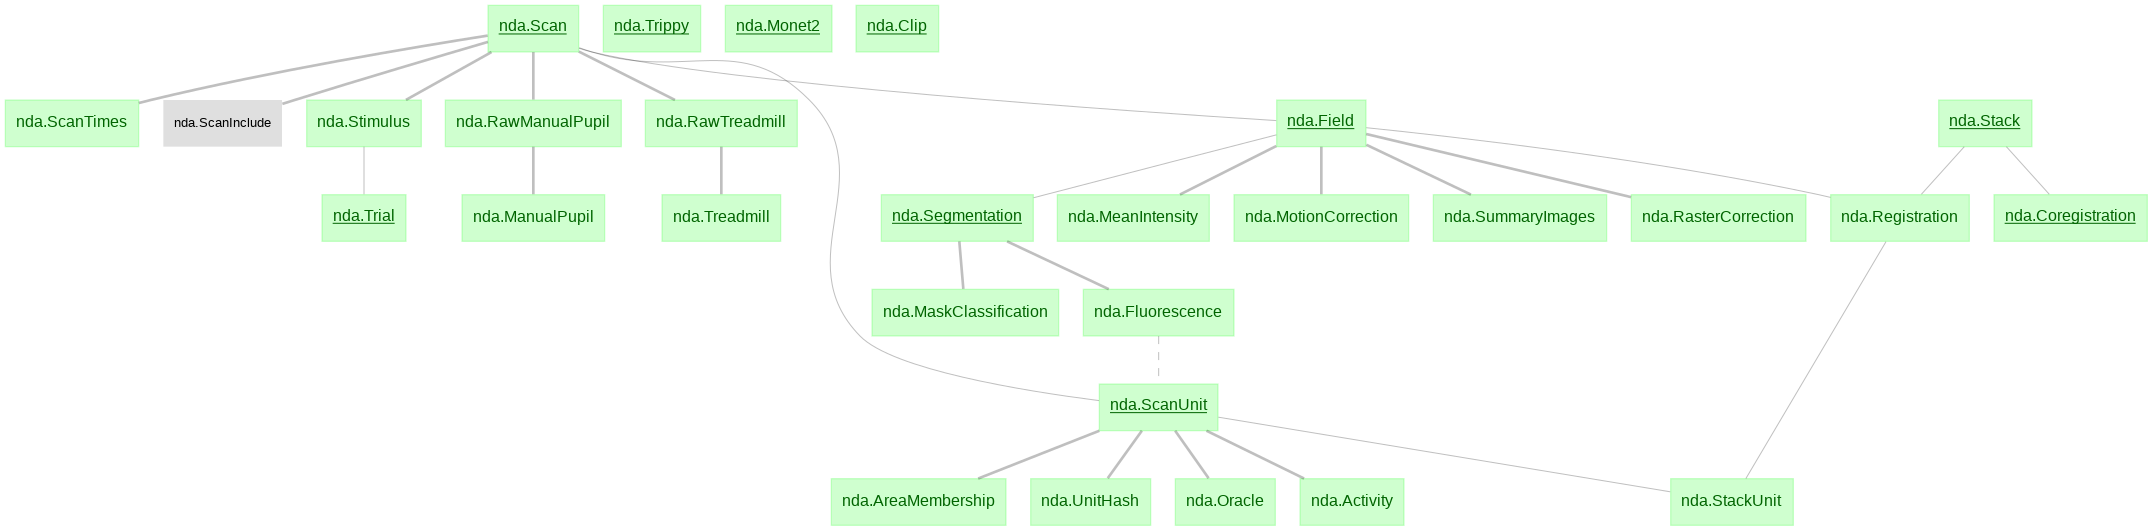 nda.Scan
nda.Trippy
nda.Monet2
nda.Clip
nda.ScanTimes
nda.ScanInclude
nda.Stimulus
nda.RawManualPupil
nda.RawTreadmill
nda.Field
nda.Stack
nda.Trial
nda.ManualPupil
nda.Treadmill
nda.Segmentation
nda.MeanIntensity
nda.MotionCorrection
nda.SummaryImages
nda.RasterCorrection
nda.Registration
nda.Coregistration
nda.MaskClassification
nda.Fluorescence
nda.ScanUnit
nda.AreaMembership
nda.UnitHash
nda.Oracle
nda.Activity
nda.StackUnit